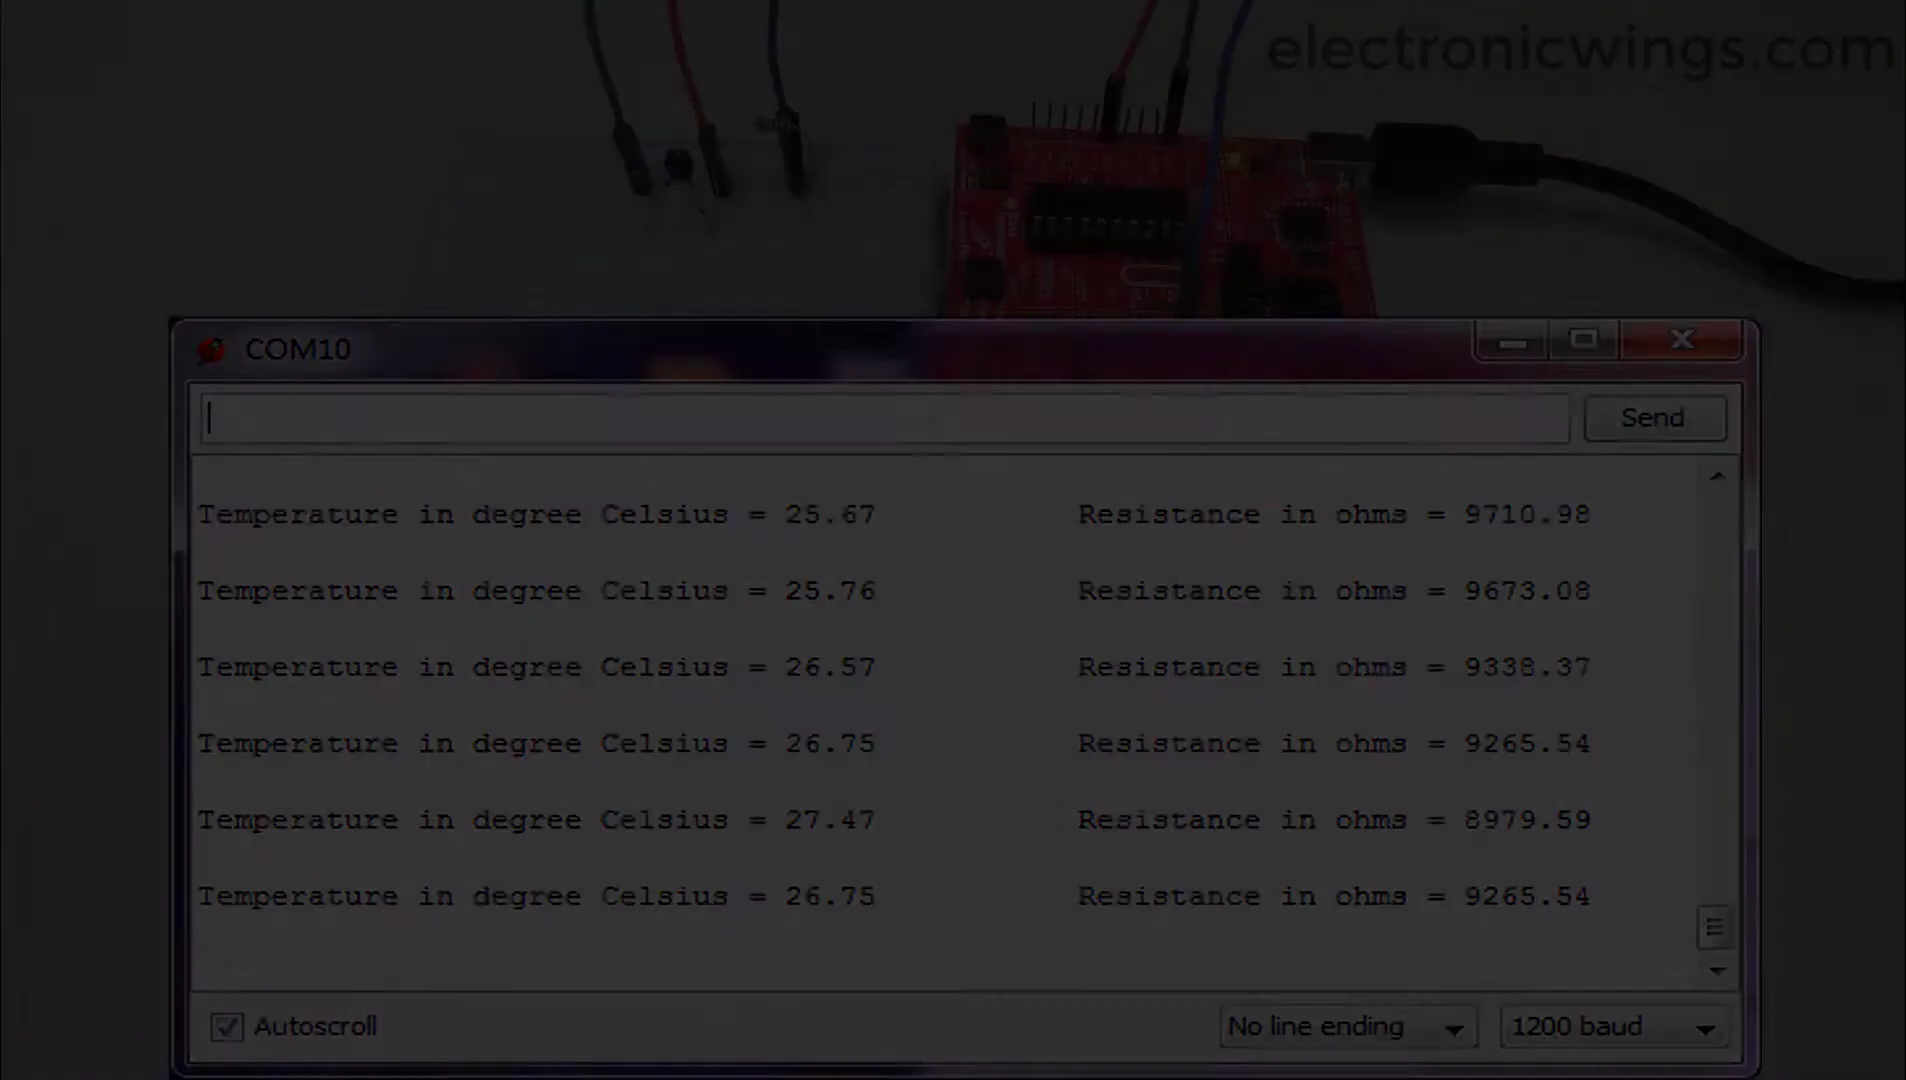 electronicwings.com
COM10
Send
Temperature in degree Celsius = 25.67 Resistance in ohms = 9710.98
Temperature in degree Celsius = 25.76 Resistance in ohms = 9673.08
Temperature in degree Celsius = 26.57 Resistance in ohms = 9338.37
Temperature in degree Celsius = 26.75 Resistance in ohms = 9265.54
Temperature in degree Celsius = 27.47 Resistance in ohms = 8979.59
Temperature in degree Celsius = 26.75 Resistance in ohms = 9265.54
Autoscroll
No line ending
1200 baud